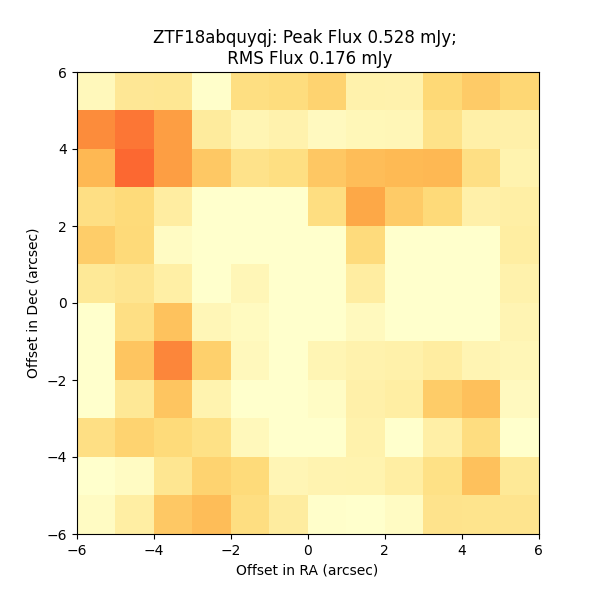 ZTF18abquyqj: Peak Flux 0.528 mJy;
RMS Flux 0.176 mJy
6
4
2
0
−2
−4
−6
Offset in Dec (arcsec)
−6 −4 −2 0 2 4 6
Offset in RA (arcsec)